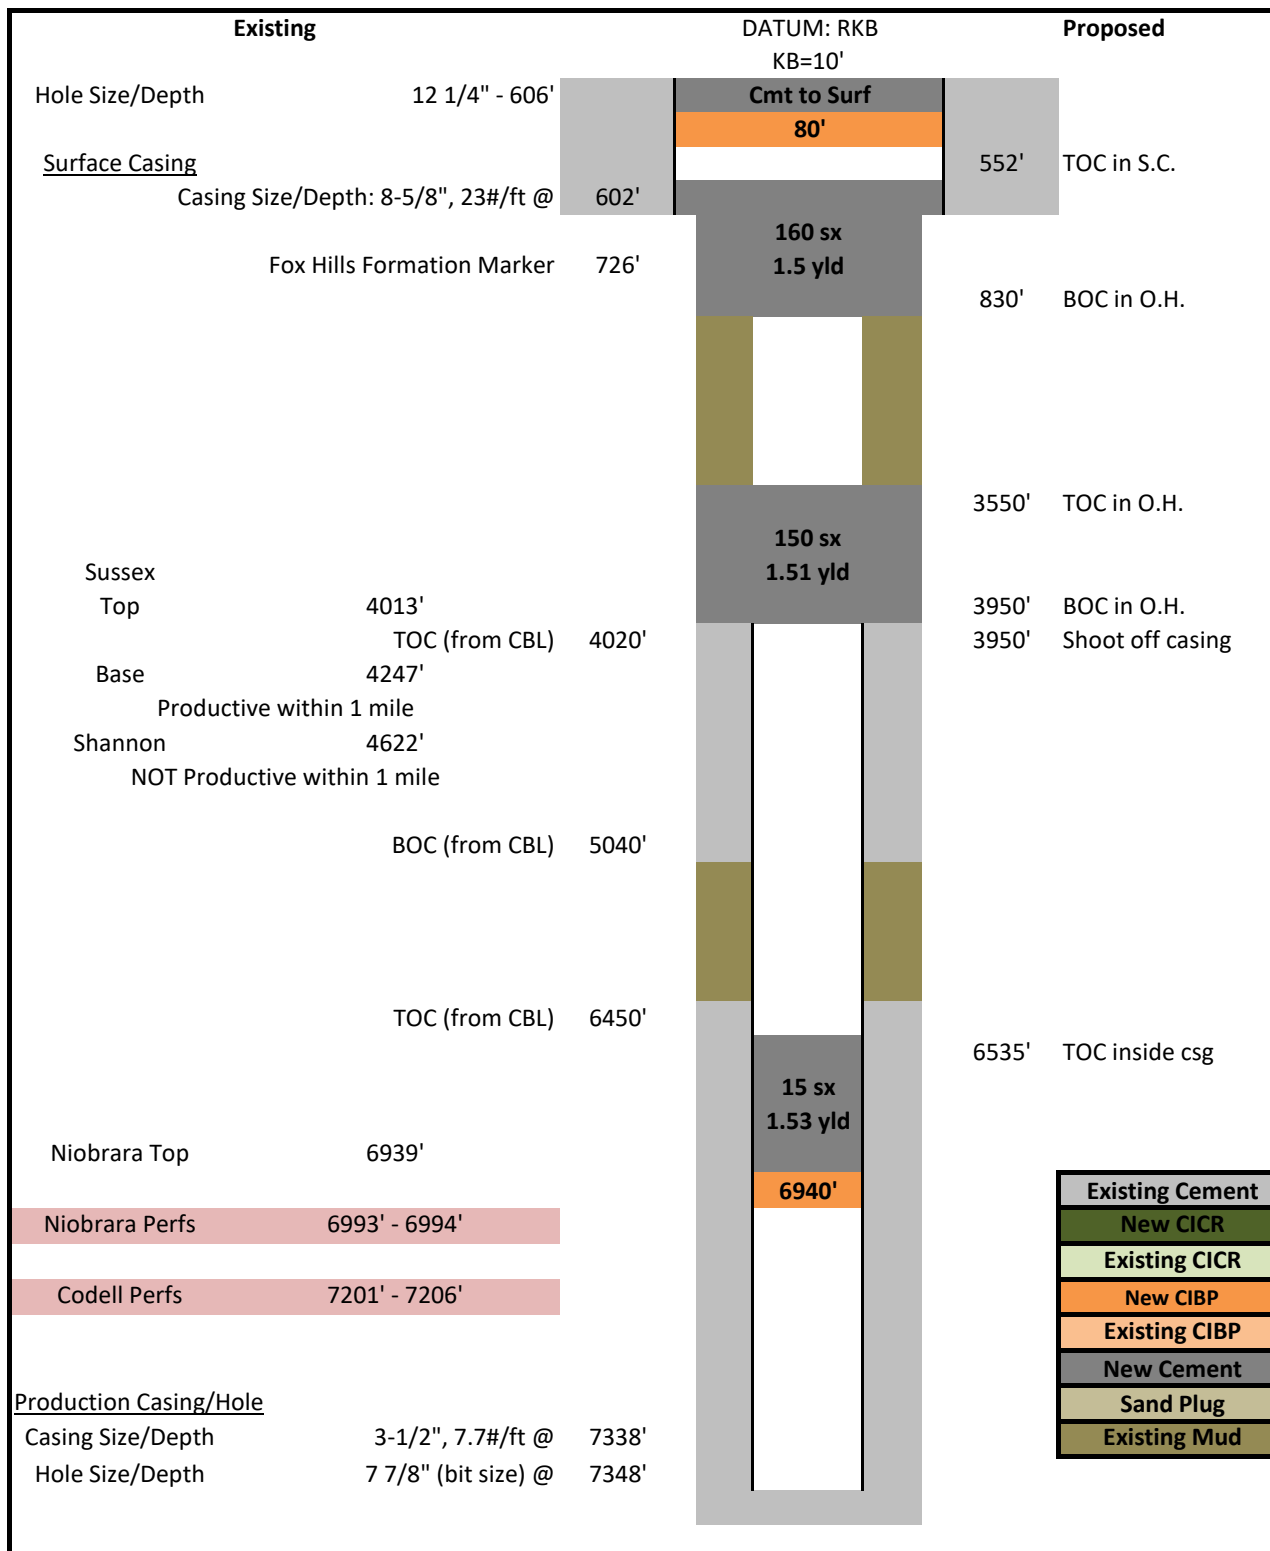 Existing DATUM: RKB Proposed
KB=10'
Hole Size/Depth 12 1/4" - 606' Cmt to Surf
80'
Surface Casing 552' TOC in S.C.
Casing Size/Depth: 8-5/8", 23#/ft @ 602'
160 sx
Fox Hills Formation Marker 726' 1.5 yld
830' BOC in O.H.
3550' TOC in O.H.
150 sx
Sussex 1.51 yld
Top 4013' 3950' BOC in O.H.
TOC (from CBL) 4020' 3950' Shoot off casing
Base 4247'
Productive within 1 mile
Shannon 4622'
NOT Productive within 1 mile
BOC (from CBL) 5040'
TOC (from CBL) 6450'
6535' TOC inside csg
15 sx
1.53 yld
Niobrara Top 6939'
6940' Existing Cement
Niobrara Perfs 6993' - 6994' New CICR
Existing CICR
Codell Perfs 7201' - 7206' New CIBP
Existing CIBP
New Cement
Production Casing/Hole Sand Plug
Casing Size/Depth 3-1/2", 7.7#/ft @ 7338' Existing Mud
Hole Size/Depth 7 7/8" (bit size) @ 7348'